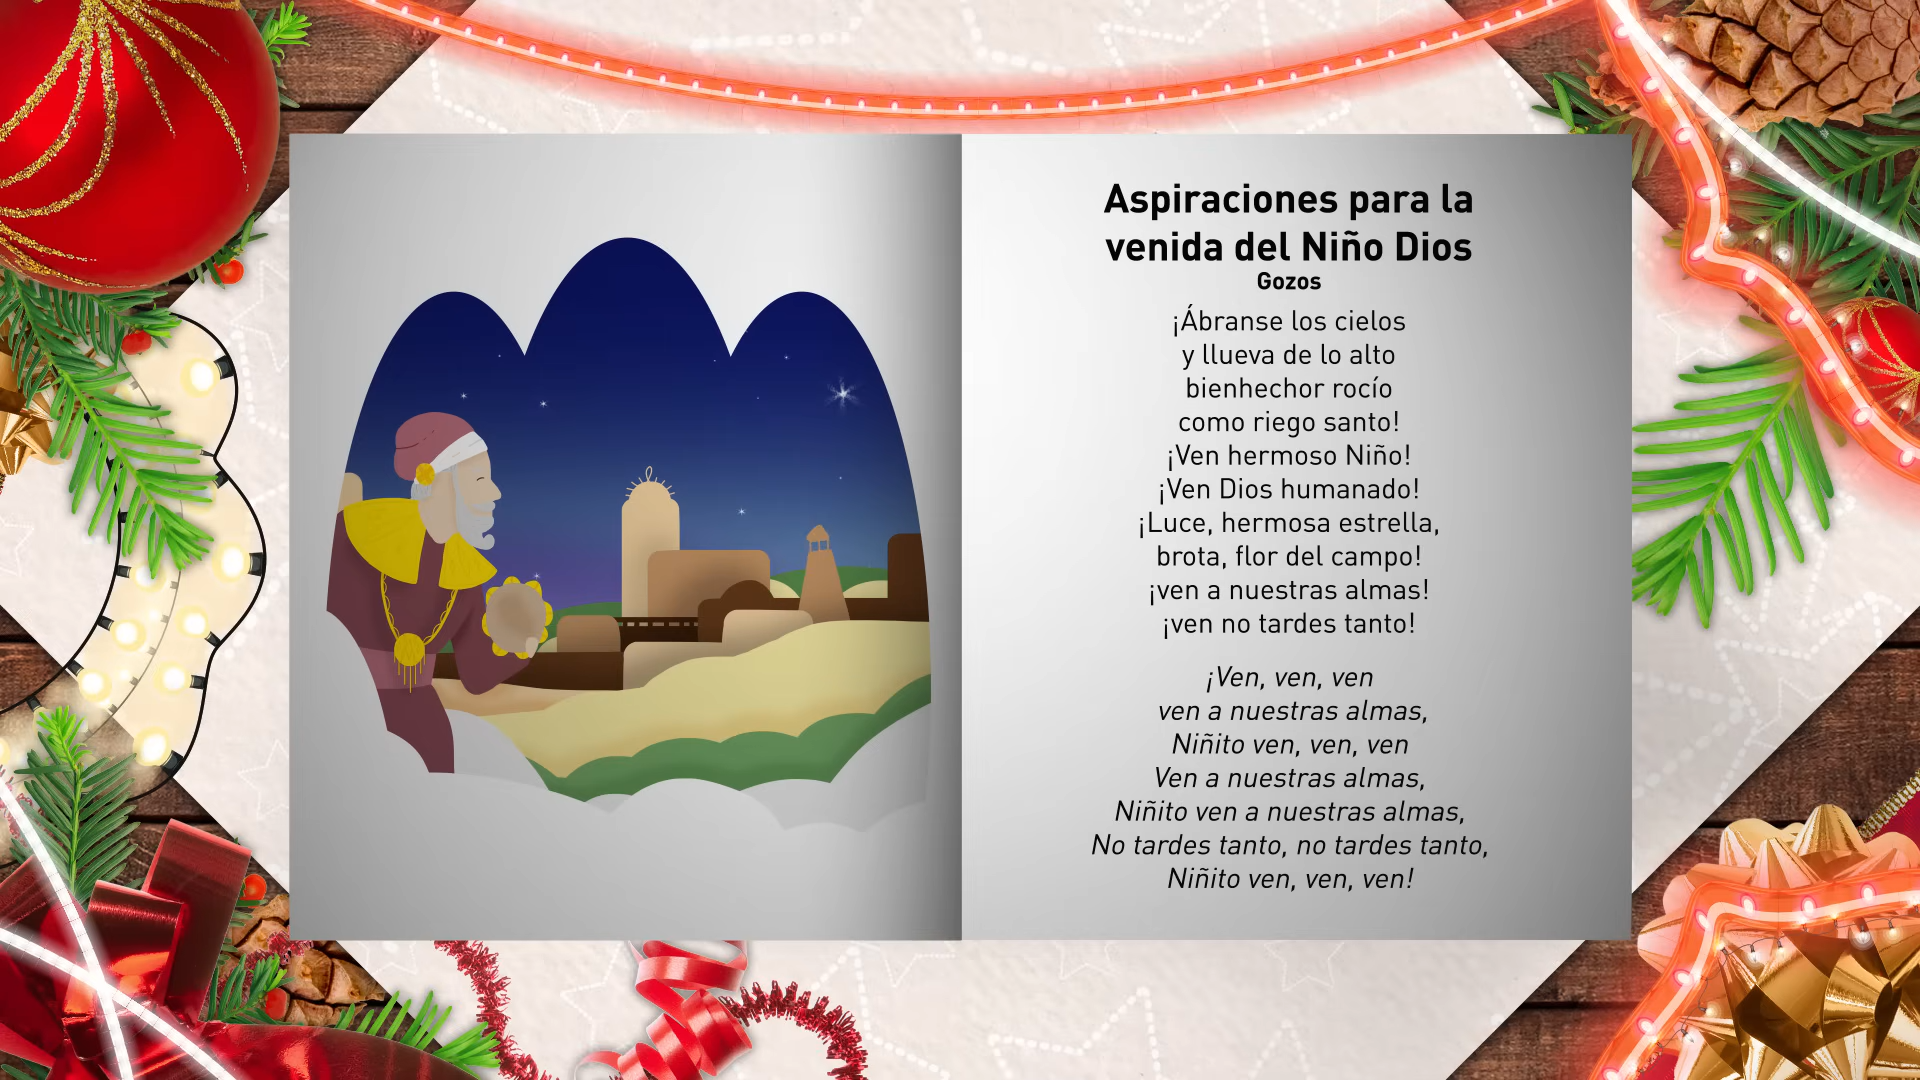 Aspiraciones para la
venida del Niño Dios
Gozos
¡Ábranse los cielos
y llueva de lo alto
bienhechor rocío
como riego santo!
¡Ven hermoso Niño!
¡Ven Dios humanado!
¡Luce, hermosa estrella,
brota, flor del campo!
¡ven a nuestras almas!
¡ven no tardes tanto!
¡Ven, ven, ven
ven a nuestras almas,
Niñito ven, ven, ven
Ven a nuestras almas,
Niñito ven a nuestras almas,
No tardes tanto, no tardes tanto,
Niñito ven, ven, ven!